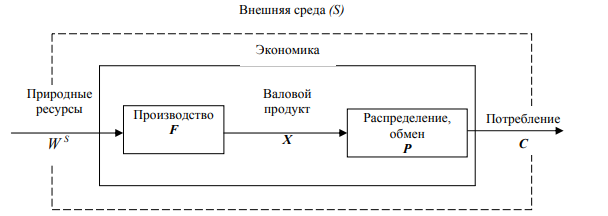 Внешняя среда (S)
Экономика
Природные
ресурсы
W S
Производство
F
Валовой
продукт
X
Распределение,
обмен
P
Потребление
C